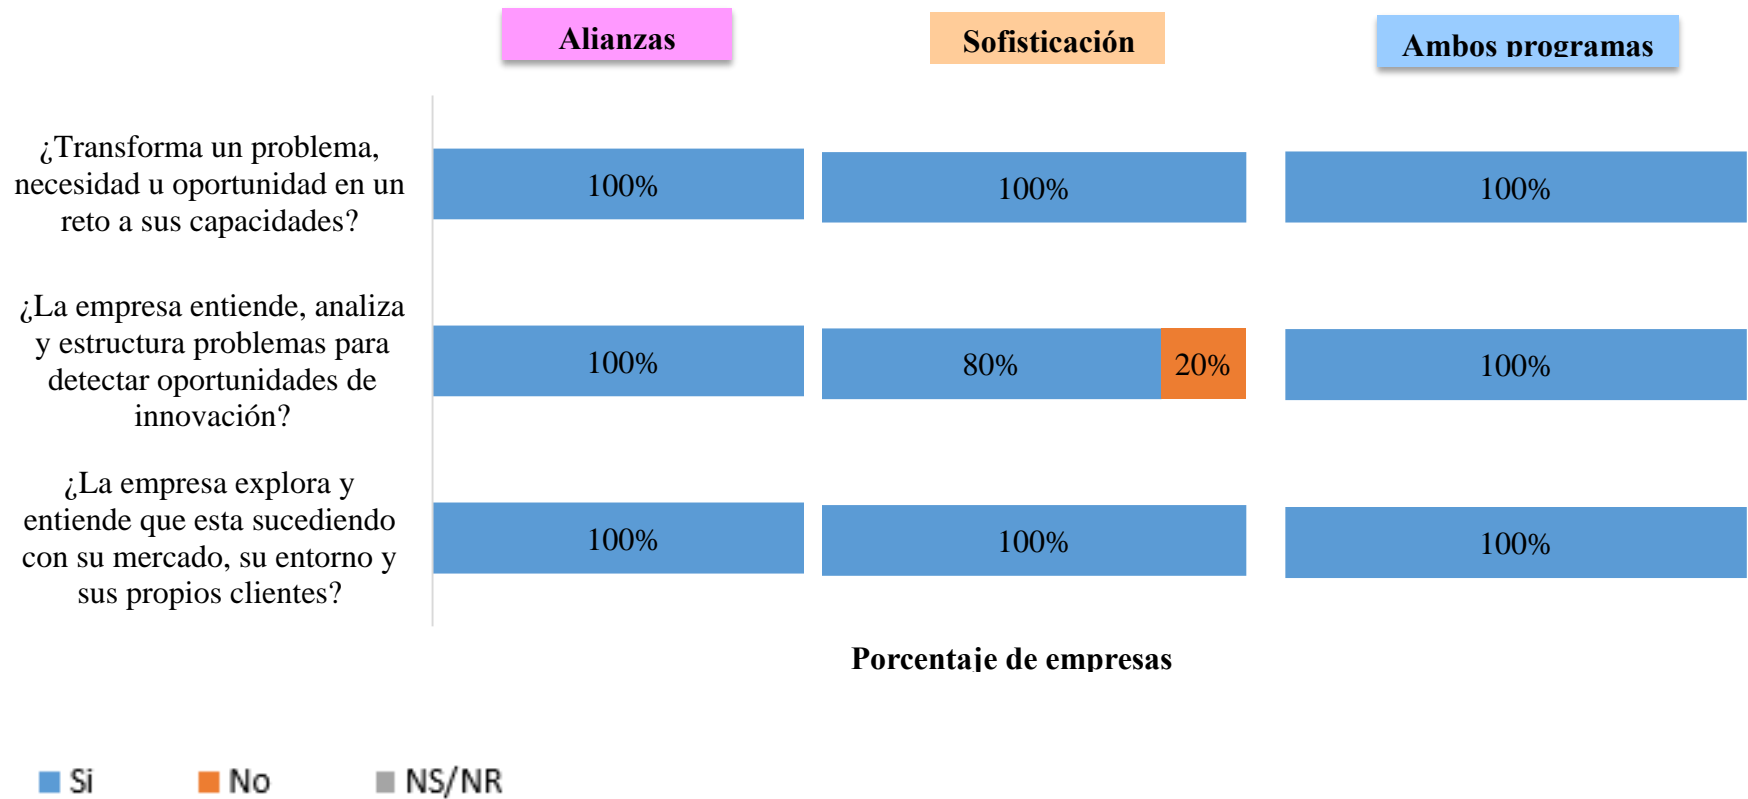 Alianzas
Sofisticación
Ambos programas
¿Transforma un problema,
necesidad u oportunidad en un
reto a sus capacidades?
100%
100%
100%
¿La empresa entiende, analiza
y estructura problemas para
detectar oportunidades de
innovación?
100%
80%
20%
100%
¿La empresa explora y
entiende que esta sucediendo
con su mercado, su entorno y
sus propios clientes?
100%
100%
100%
Porcentaje de empresas
Si
No
NS/NR